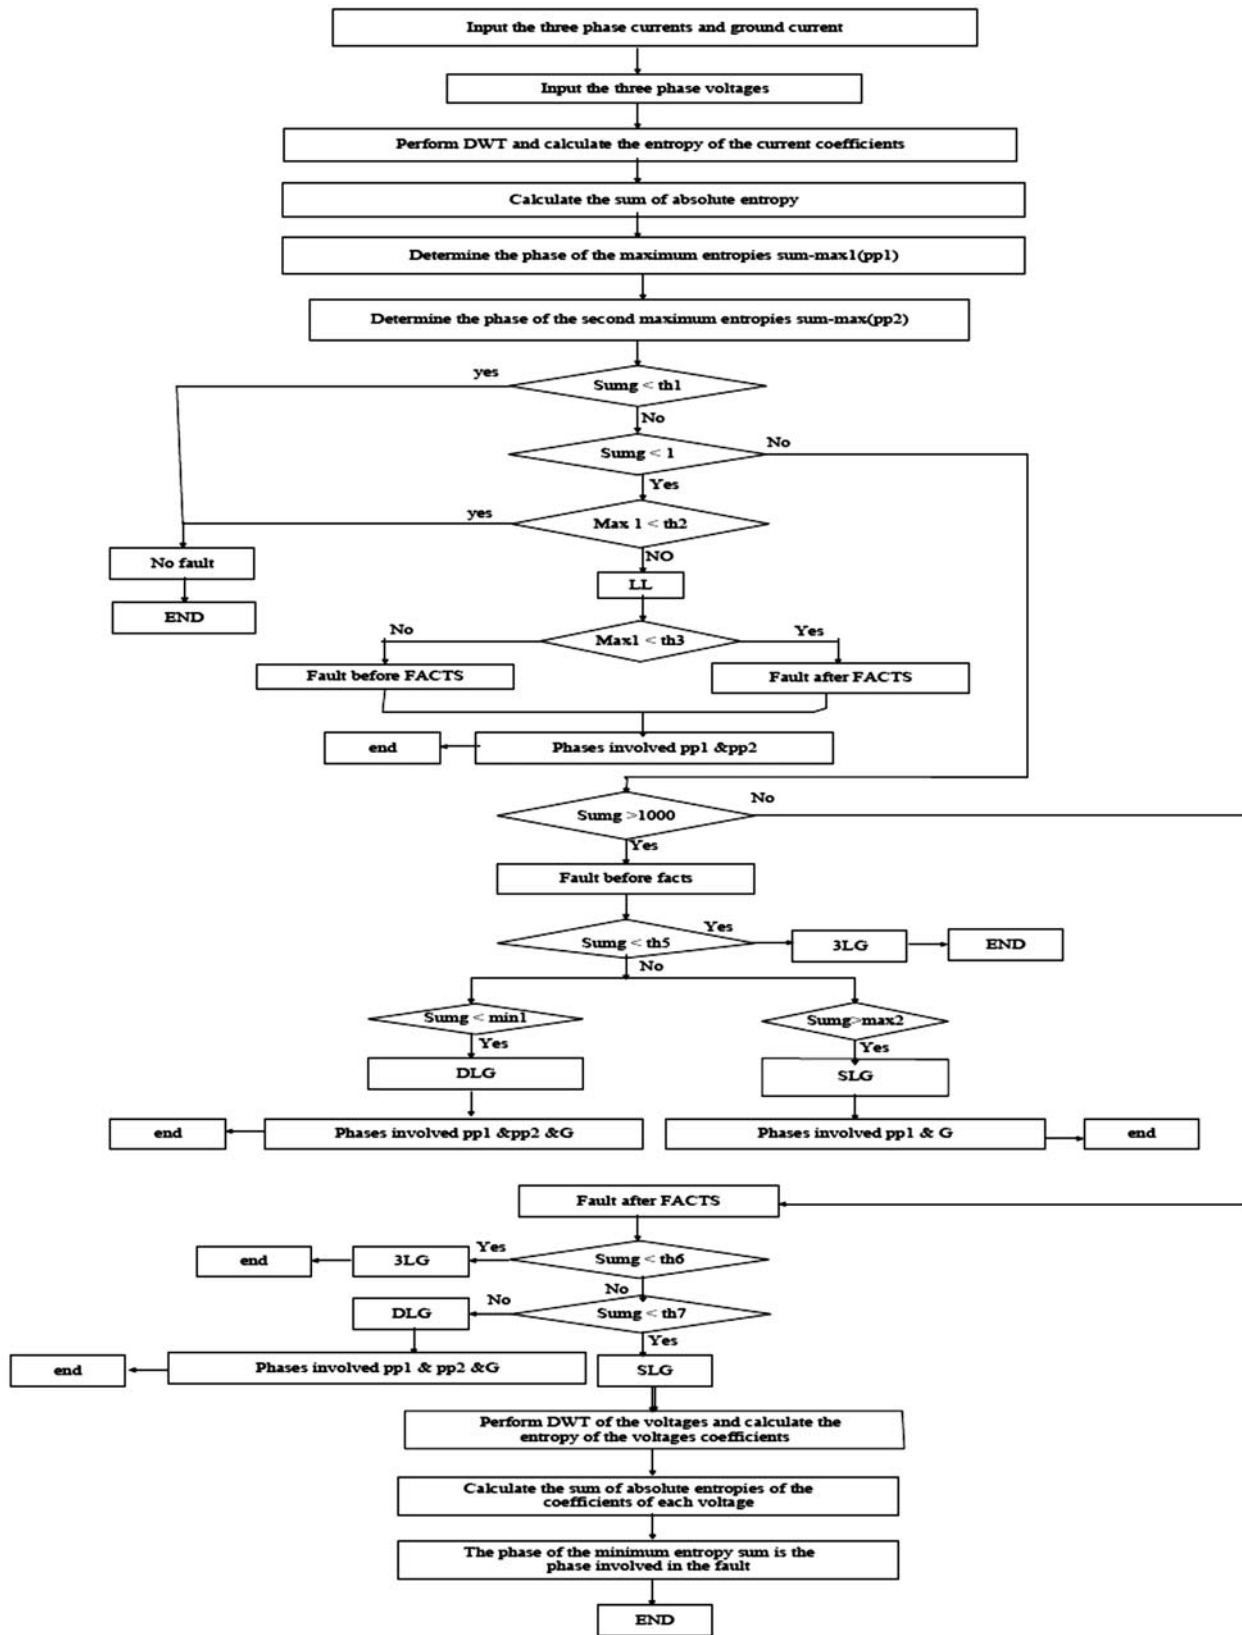 Input the three phase currents and ground current
Input the three phase voltages
Perform DWT and calculate the entropy of the current coefficients
Calculate the sum of absolute entropy
Determine the phase of the maximum entropies sum-max1(pp1)
Determine the phase of the second maximum entropies sum-max(pp2)
yes
Sumg < th1
No
Sumg < 1
No
Yes
yes
Max 1 < th2
No fault
NO
LL
END
No
Max1 < th3
Yes
Fault before FACTS
Fault after FACTS
end
Phases involved pp1 &pp2
Sumg >1000
No
Yes
Fault before facts
Sumg < th5
Yes
3LG
END
No
Sumg < min1
Sumg>max2
Yes
Yes
DLG
SLG
end
Phases involved pp1 &pp2 &G
Phases involved pp1 & G
end
Fault after FACTS
end
3LG
Yes
Sumg < th6
No
DLG
No
Sumg < th7
Yes
end
Phases involved pp1 & pp2 &G
SLG
Perform DWT of the voltages and calculate the
entropy of the voltages coefficients
Calculate the sum of absolute entropies of the
coefficients of each voltage
The phase of the minimum entropy sum is the
phase involved in the fault
END